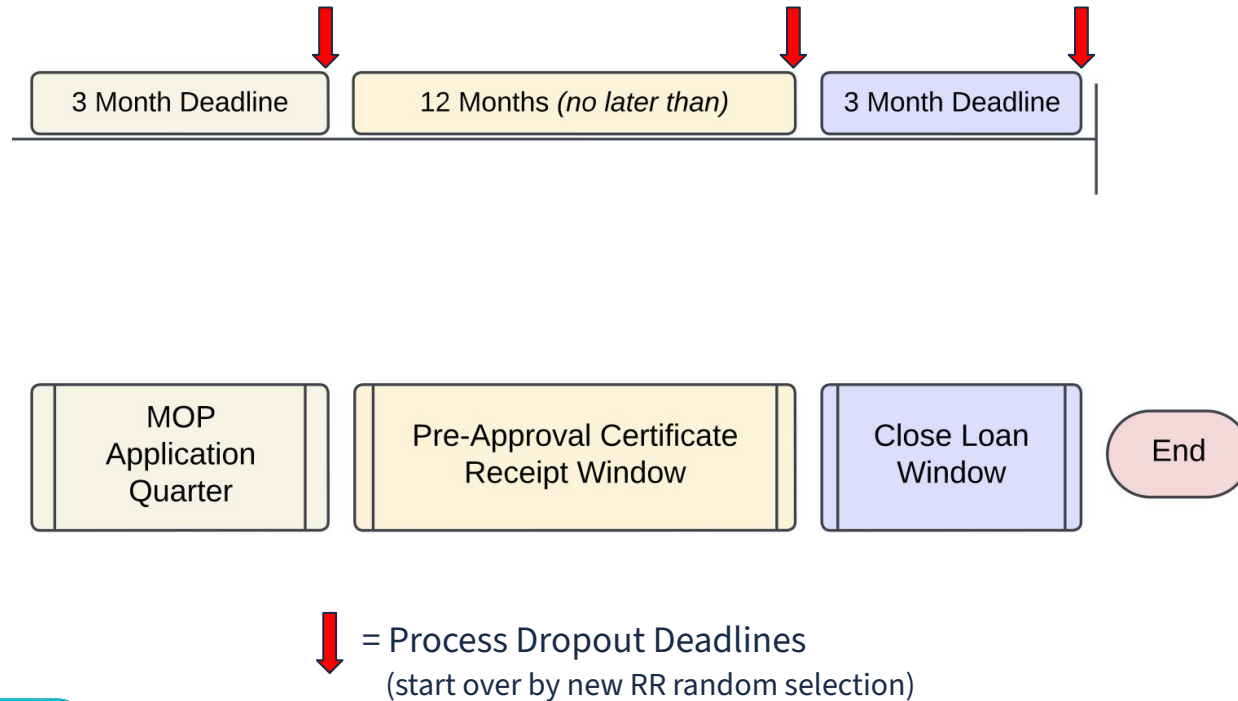 3 Month Deadline
12 Months (no later than)
3 Month Deadline
MOP
Application
Quarter
Pre-Approval Certificate
Receipt Window
Close Loan
Window
End
= Process Dropout Deadlines
(start over by new RR random selection)